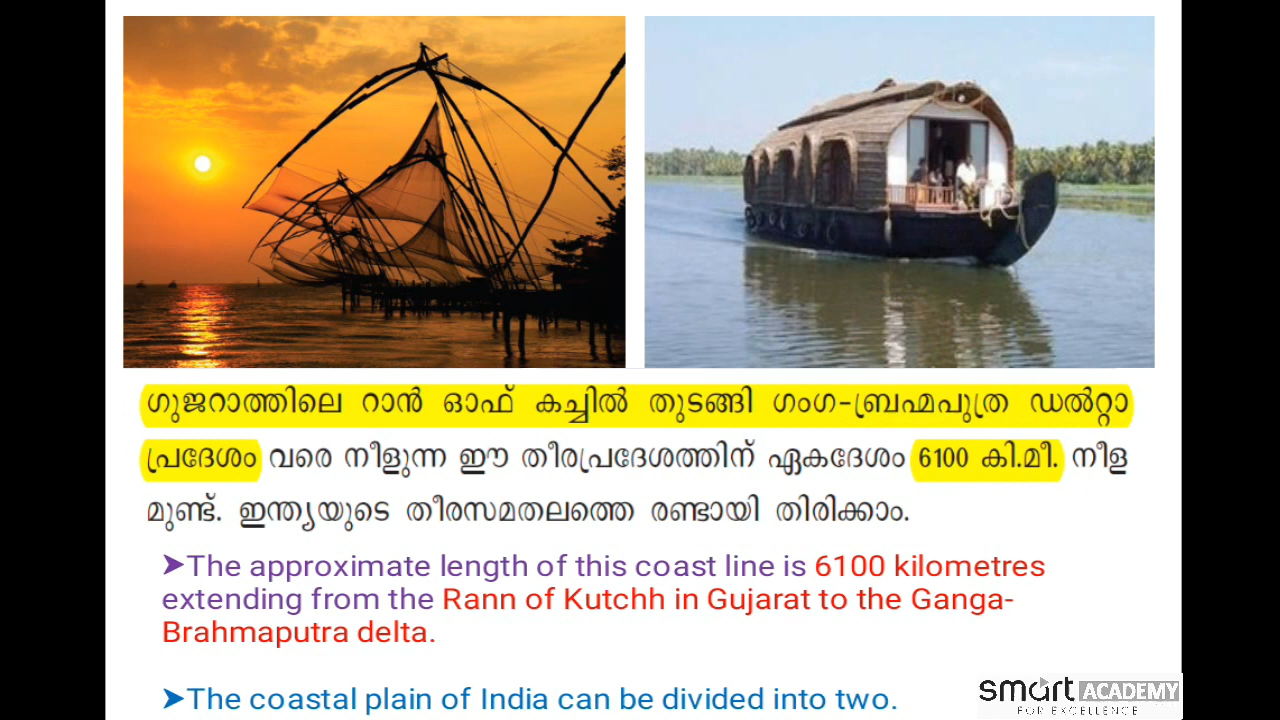 ഗുജറാത്തിലെ റാൻ ഓഫ് കച്ചിൽ തുടങ്ങി ഗംഗ-ബ്രഹ്മപുത്ര ഡൽറ്റാ
പ്രദേശം വരെ നീളുന്ന ഈ തീരപ്രദേശത്തിന് ഏകദേശം 6100 കി.മീ. നീള
മുണ്ട്. ഇന്ത്യയുടെ തീരസമതലത്തെ രണ്ടായി തിരിക്കാം.
➤The approximate length of this coast line is 6100 kilometres
extending from the Rann of Kutchh in Gujarat to the Ganga-
Brahmaputra delta.
➤The coastal plain of India can be divided into two.
smart ACADEMY
FOR EXCELLENCE